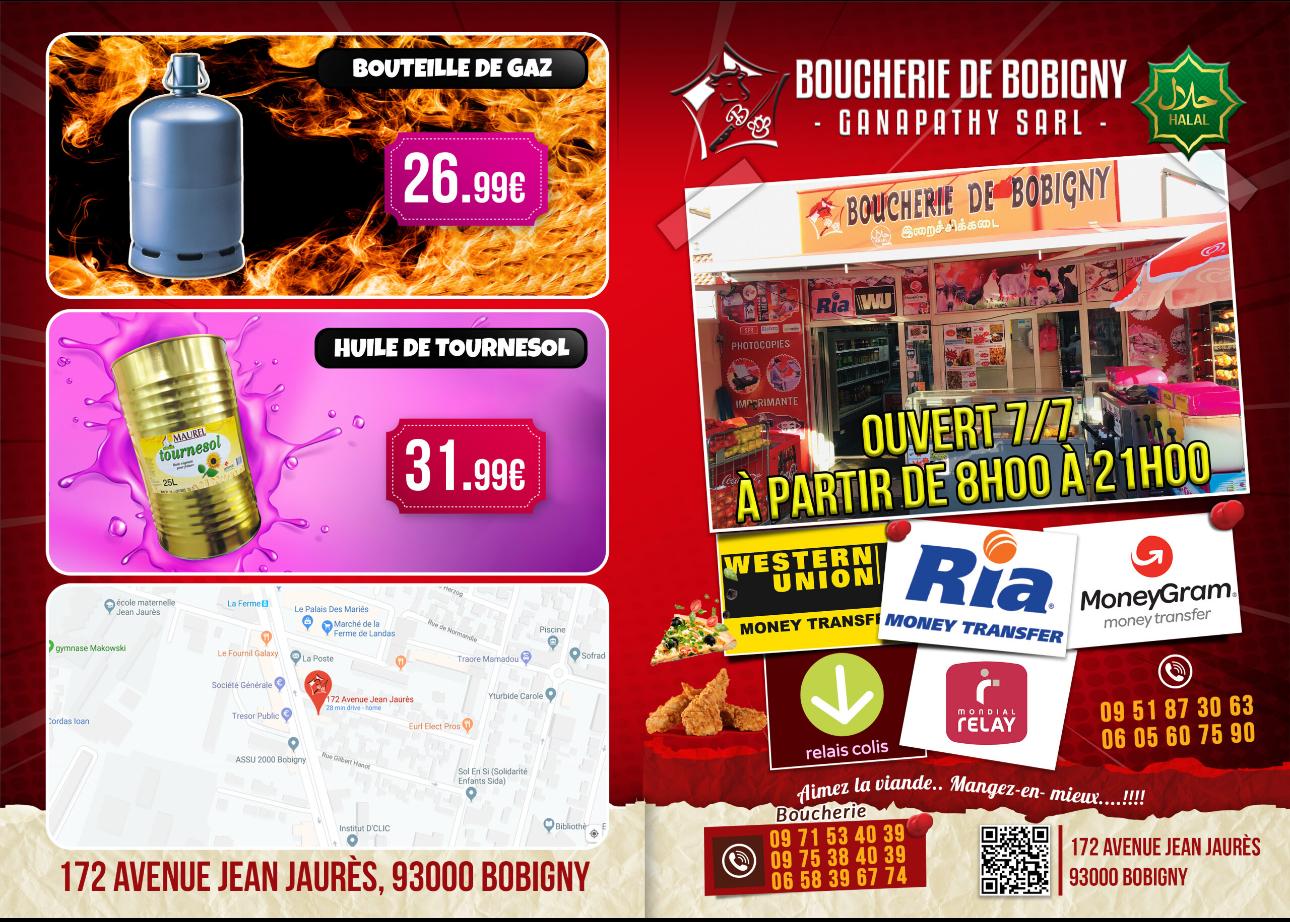 BOUTEILLE DE GAZ
26.99€
HUILE DE TOURNESOL
MAUREL
tournesol
25L
31.99€
école maternelle
Jean Jaurès
La Ferme
Herzog
Le Palais Des Mariés
Marché de la
Ferme de Landas
Rue de Normandie
Piscine
gymnase Makowski
Le Fournil Galaxy
La Poste
Traore Mamadou
Sofrad
Société Générale
172 Avenue Jean Jaurès
28 min drive - home
Yturbide Carole
Tresor Public
Cordas Ioan
Eurl Elect Pros
ASSU 2000 Bobigny
Rue Gilbert Hanot
Sol En Si (Solidarité
Enfants Sida)
Institut D'CLIC
Bibliothè
E
172 AVENUE JEAN JAURÈS, 93000 BOBIGNY
BOUCHERIE DE BOBIGNY
- GANAPATHY SARL -
حلال
HALAL
B B
BOUCHERIE DE BOBIGNY
இறைச்சிக்கடை
Ria
WU
PHOTOCOPIES
IMPRIMANTE
OUVERT 7/7
À PARTIR DE 8H00 À 21H00
WESTERN
UNION
MONEY TRANSFE
Ria
MONEY TRANSFER
MoneyGram
money transfer
relais colis
MONDIAL
RELAY
09 51 87 30 63
06 05 60 75 90
Aimez la viande.. Mangez-en- mieux....!!!!
Boucherie
09 71 53 40 39
09 75 38 40 39
06 58 39 67 74
172 AVENUE JEAN JAURÈS
93000 BOBIGNY